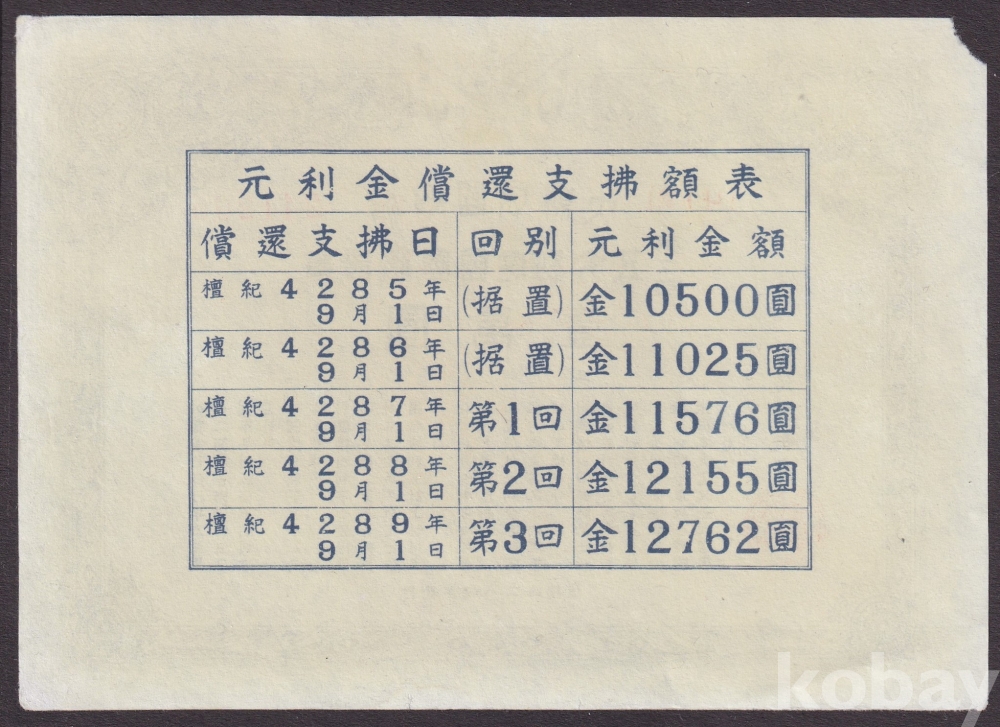 元利金償還支拂額表
償還支拂日 回別 元利金額
檀紀4285年9月1日 (据置) 金10500圓
檀紀4286年9月1日 (据置) 金11025圓
檀紀4287年9月1日 第1回 金11576圓
檀紀4288年9月1日 第2回 金12155圓
檀紀4289年9月1日 第3回 金12762圓
kobay